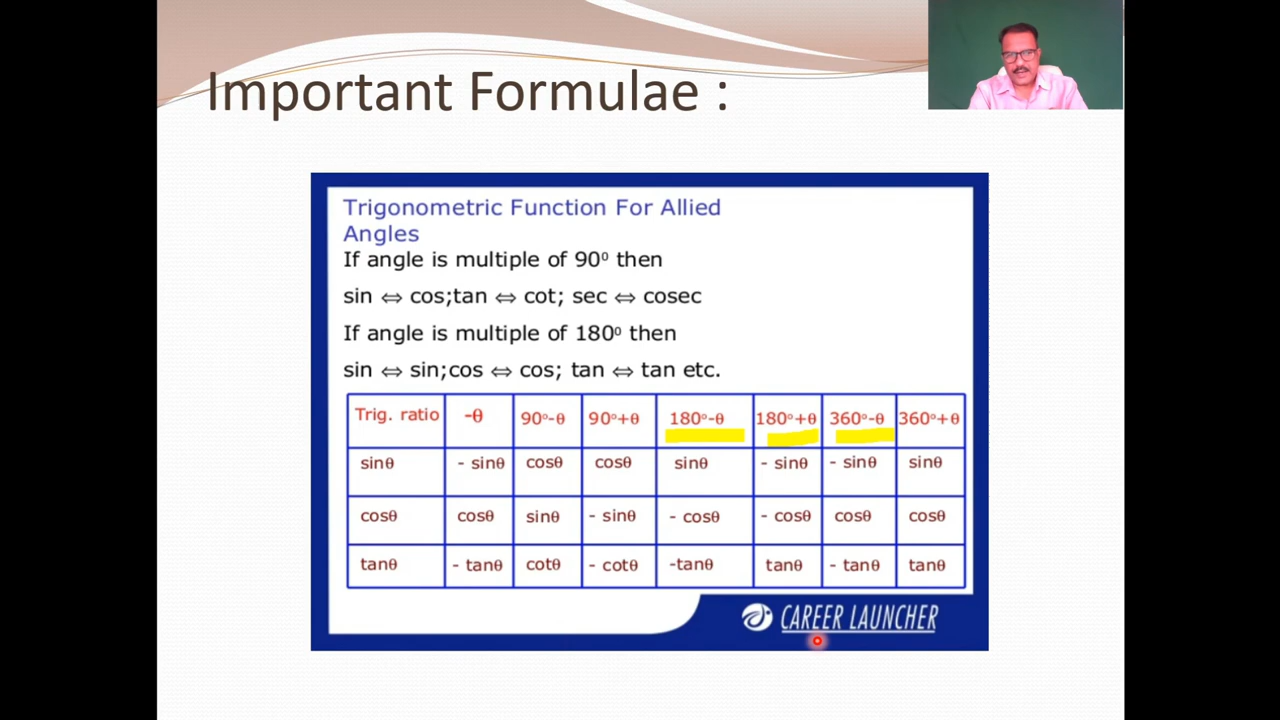 Important Formulae :
Trigonometric Function For Allied
Angles
If angle is multiple of 90⁰ then
sin ⇔ cos;tan ⇔ cot; sec ⇔ cosec
If angle is multiple of 180⁰ then
sin ⇔ sin;cos ⇔ cos; tan ⇔ tan etc.
Trig. ratio -θ 90°-θ 90°+θ 180°-θ 180°+θ 360°-θ 360°+θ
sinθ - sinθ cosθ cosθ sinθ - sinθ - sinθ sinθ
cosθ cosθ sinθ - sinθ - cosθ - cosθ cosθ cosθ
tanθ - tanθ cotθ - cotθ -tanθ tanθ - tanθ tanθ
CAREER LAUNCHER